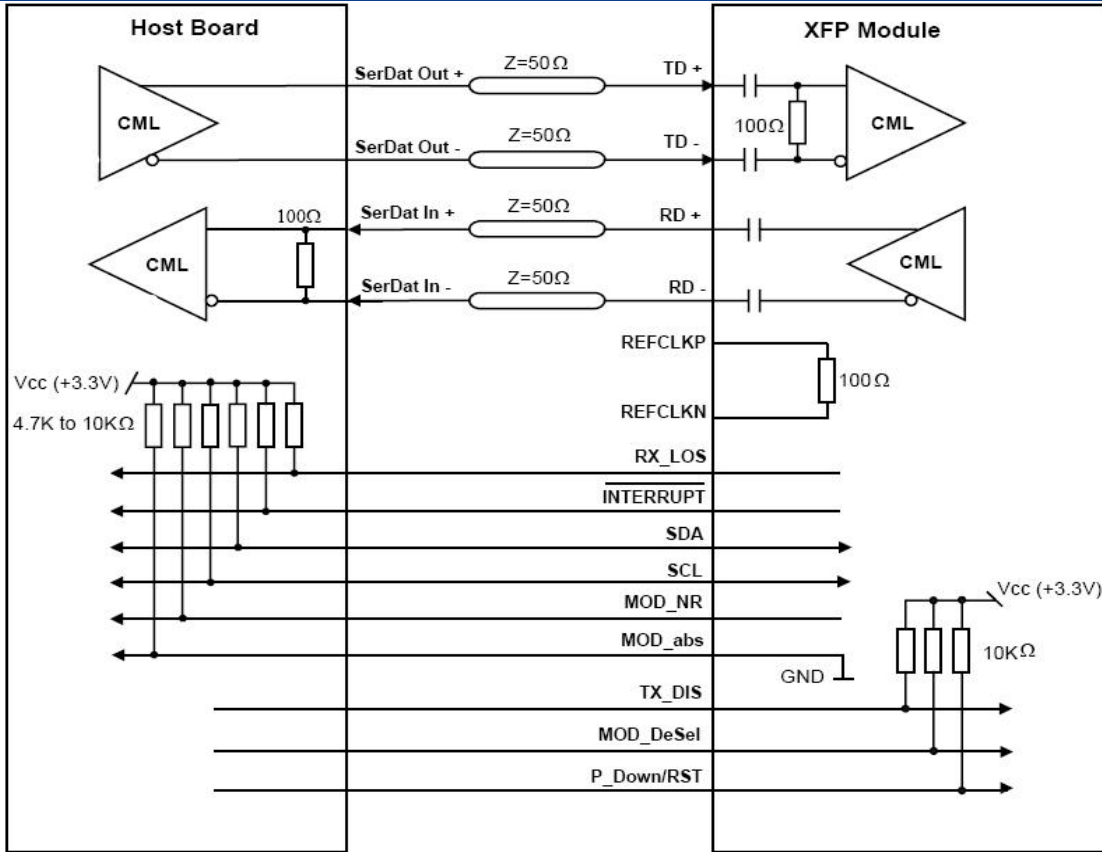 Host Board
XFP Module
SerDat Out +
Z=50Ω
TD +
CML
100Ω
CML
SerDat Out -
Z=50Ω
TD -
100Ω
SerDat In +
Z=50Ω
RD +
CML
CML
SerDat In -
Z=50Ω
RD -
REFCLKP
100Ω
REFCLKN
Vcc (+3.3V)
4.7K to 10KΩ
RX_LOS
INTERRUPT
SDA
SCL
MOD_NR
Vcc (+3.3V)
MOD_abs
10KΩ
GND
TX_DIS
MOD_DeSel
P_Down/RST